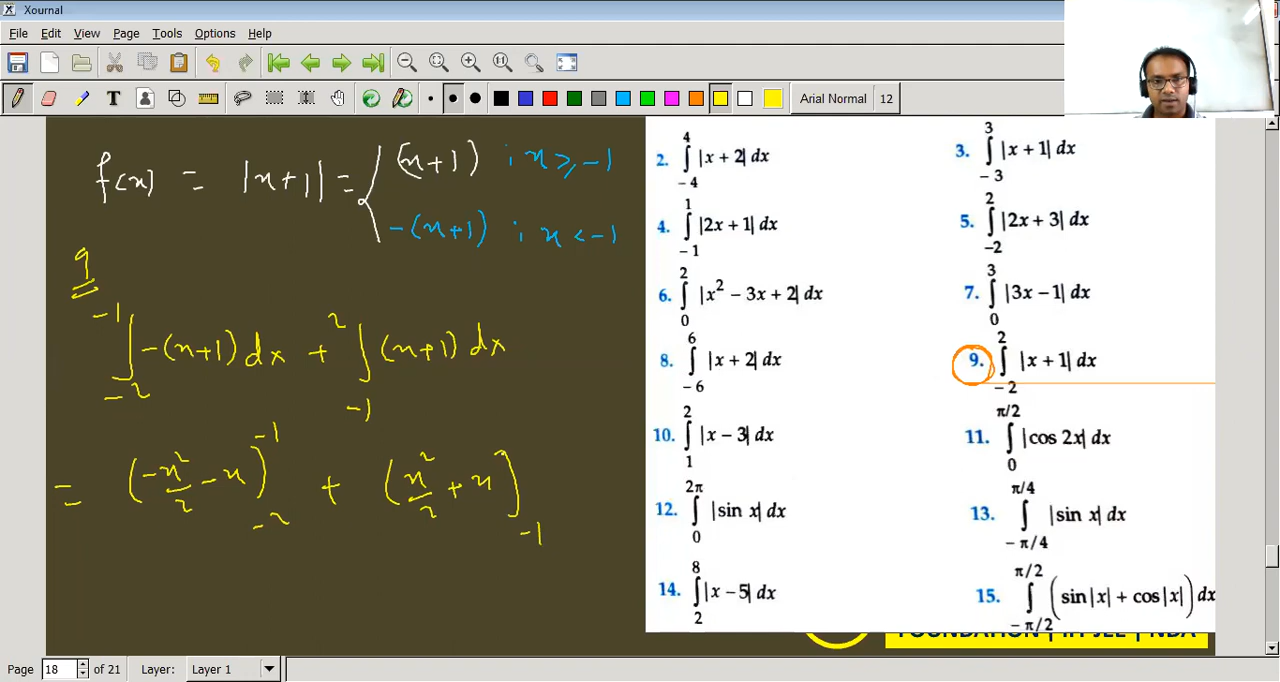 Xournal
File Edit View Page Tools Options Help
Arial Normal 12
f(x) = |x+1| = { (x+1) ; x ≥ -1
-(x+1) ; x < -1
9
∫_{-2}^{-1} -(x+1) dx + ∫_{-1}^{2} (x+1) dx
= (-x²/2 - x)_{-2}^{-1} + (x²/2 + x)_{-1}
2. ∫_{-4}^{4} |x + 2| dx
3. ∫_{-3}^{3} |x + 1| dx
4. ∫_{-1}^{1} |2x + 1| dx
5. ∫_{-2}^{2} |2x + 3| dx
6. ∫_{0}^{2} |x² - 3x + 2| dx
7. ∫_{0}^{3} |3x - 1| dx
8. ∫_{-6}^{6} |x + 2| dx
9. ∫_{-2}^{2} |x + 1| dx
10. ∫_{1}^{2} |x - 3| dx
11. ∫_{0}^{π/2} |cos 2x| dx
12. ∫_{0}^{2π} |sin x| dx
13. ∫_{-π/4}^{π/4} |sin x| dx
14. ∫_{2}^{8} |x - 5| dx
15. ∫_{-π/2}^{π/2} (sin|x| + cos|x|) dx
FOUNDATION | IIT-JEE | NDA
Page 18 of 21 Layer: Layer 1